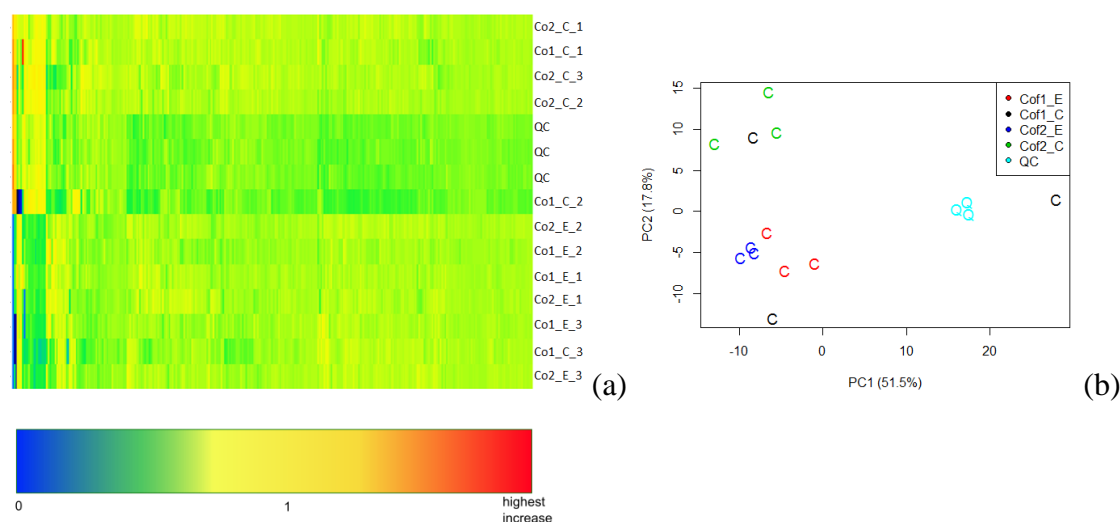 Co2_C_1
Co1_C_1
Co2_C_3
Co2_C_2
QC
QC
QC
Co1_C_2
Co2_E_2
Co1_E_2
Co1_E_1
Co2_E_1
Co1_E_3
Co1_C_3
Co2_E_3
(a)
0
1
highest
increase
15
10
5
0
-5
-10
PC2 (17.8%)
C
C
C
C
C
C
C
C
C
C
C
C
Q
Q
Q
Cof1_E
Cof1_C
Cof2_E
Cof2_C
QC
-10
0
10
20
PC1 (51.5%)
(b)